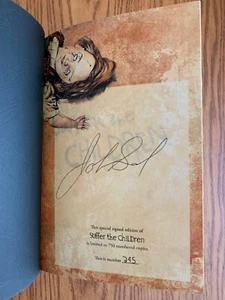 This special signed edition of
Suffer the Children
is limited to 750 numbered copies.
This is number 245